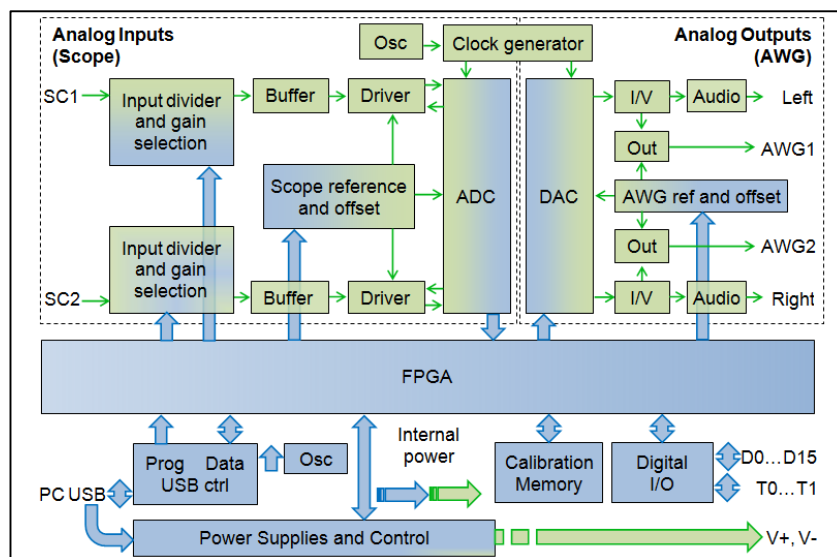 Analog Inputs
(Scope)
Osc
Clock generator
Analog Outputs
(AWG)
SC1
Input divider
and gain
selection
Buffer
Driver
I/V
Audio
Left
Out
AWG1
Scope reference
and offset
ADC
DAC
AWG ref and offset
Input divider
and gain
selection
Out
AWG2
SC2
Buffer
Driver
I/V
Audio
Right
FPGA
Prog Data
USB ctrl
Osc
Internal
power
Calibration
Memory
Digital
I/O
D0...D15
T0...T1
PC USB
Power Supplies and Control
V+, V-